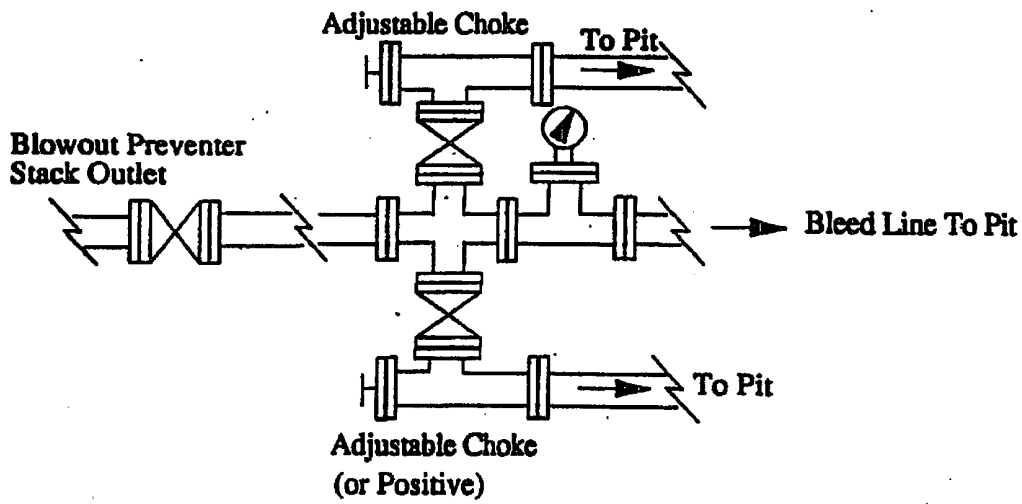 Adjustable Choke
To Pit
Blowout Preventer
Stack Outlet
Bleed Line To Pit
To Pit
Adjustable Choke
(or Positive)